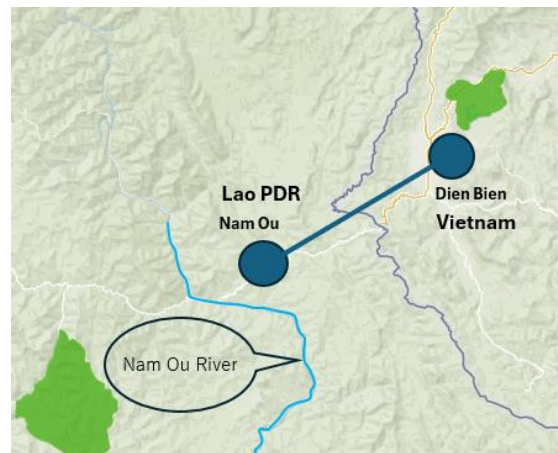 Lao PDR
Nam Ou
Dien Bien
Vietnam
Nam Ou River